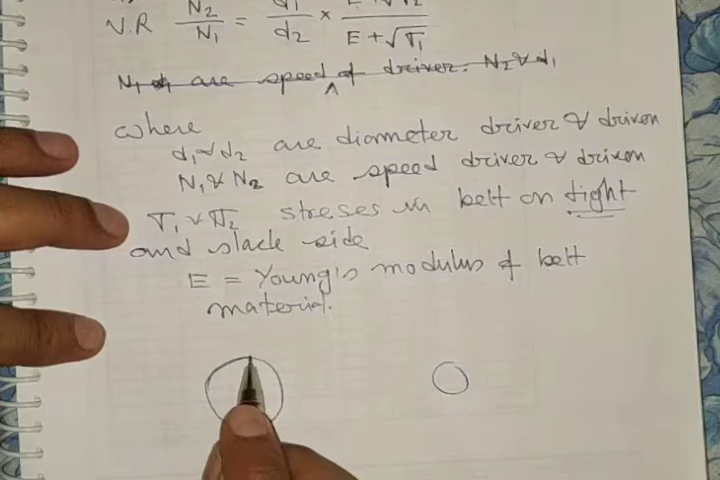 V.R N2/N1 = d1/d2 × E+√σ2/E+√σ1
N1 are speed of driver. N2 & d1
where
d1 & d2 are diameter driver & driven
N1 & N2 are speed driver & driven
σ1 & σ2 streses in belt on tight
and slack side
E = Young's modulus of belt
material.